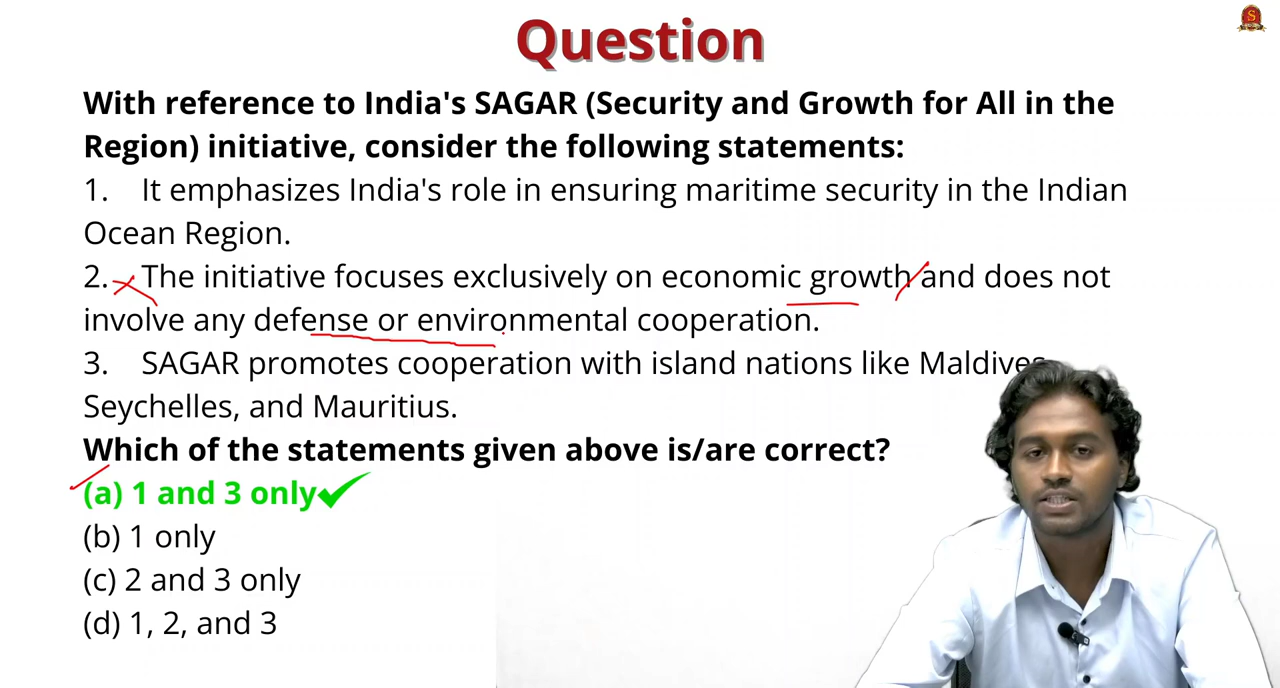 Question
With reference to India's SAGAR (Security and Growth for All in the
Region) initiative, consider the following statements:
1. It emphasizes India's role in ensuring maritime security in the Indian
Ocean Region.
2. The initiative focuses exclusively on economic growth and does not
involve any defense or environmental cooperation.
3. SAGAR promotes cooperation with island nations like Maldives,
Seychelles, and Mauritius.
Which of the statements given above is/are correct?
(a) 1 and 3 only
(b) 1 only
(c) 2 and 3 only
(d) 1, 2, and 3